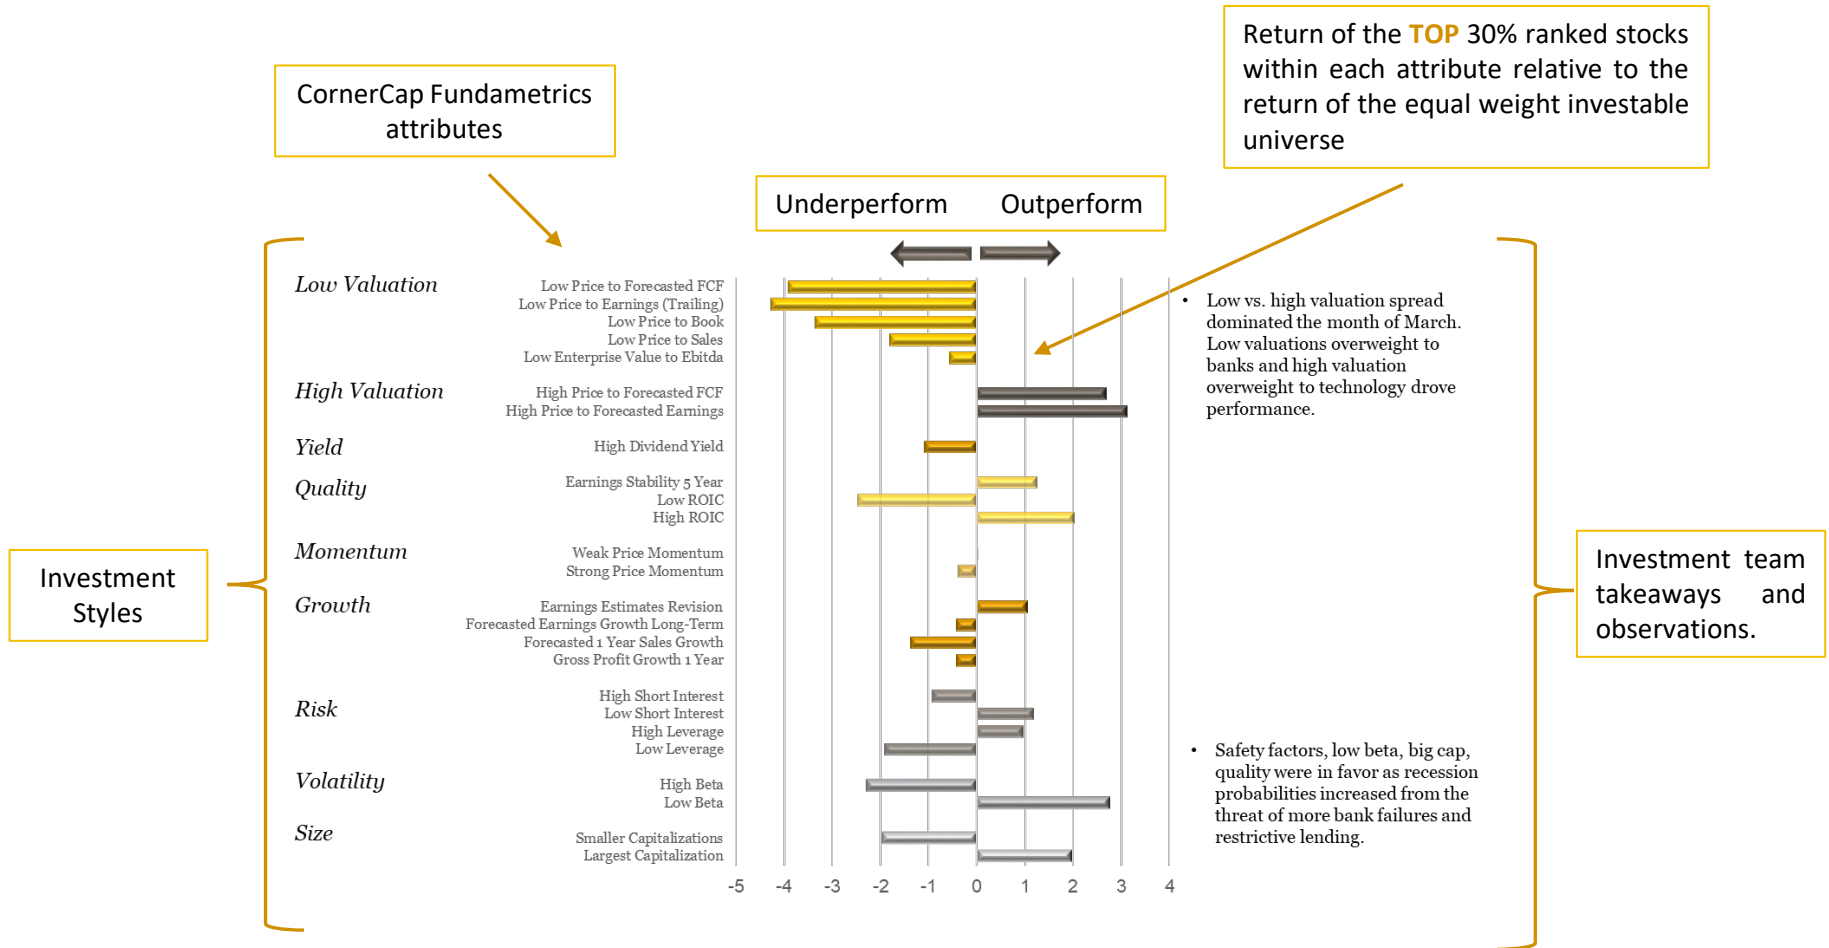 Return of the TOP 30% ranked stocks
within each attribute relative to the
return of the equal weight investable
universe
CornerCap Fundametrics
attributes
Underperform
Outperform
Low Valuation
Low Price to Forecasted FCF
Low Price to Earnings (Trailing)
Low Price to Book
Low Price to Sales
Low Enterprise Value to Ebitda
High Valuation
High Price to Forecasted FCF
High Price to Forecasted Earnings
Yield
High Dividend Yield
Quality
Earnings Stability 5 Year
Low ROIC
High ROIC
Momentum
Weak Price Momentum
Strong Price Momentum
Growth
Earnings Estimates Revision
Forecasted Earnings Growth Long-Term
Forecasted 1 Year Sales Growth
Gross Profit Growth 1 Year
Risk
High Short Interest
Low Short Interest
High Leverage
Low Leverage
Volatility
High Beta
Low Beta
Size
Smaller Capitalizations
Largest Capitalization
-5 -4 -3 -2 -1 0 1 2 3 4
• Low vs. high valuation spread
dominated the month of March.
Low valuations overweight to
banks and high valuation
overweight to technology drove
performance.
• Safety factors, low beta, big cap,
quality were in favor as recession
probabilities increased from the
threat of more bank failures and
restrictive lending.
Investment
Styles
Investment team
takeaways and
observations.